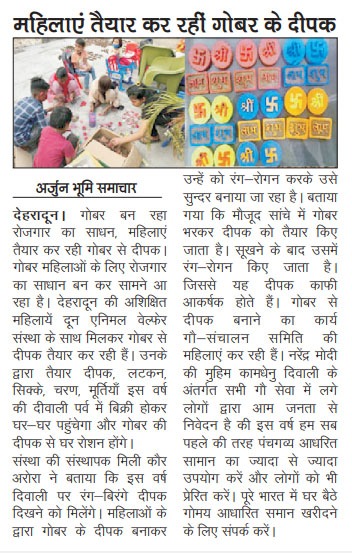 महिलाएं तैयार कर रहीं गोबर के दीपक
अर्जुन भूमि समाचार
देहरादून। गोबर बन रहा
रोजगार का साधन, महिलाएं
तैयार कर रही गोबर से दीपक।
गोबर महिलाओं के लिए रोजगार
का साधान बन कर सामने आ
रहा है। देहरादून की अशिक्षित
महिलायें दून एनिमल वेल्फेर
संस्था के साथ मिलकर गोबर से
दीपक तैयार कर रही हैं। उनके
द्वारा तैयार दीपक, लटकन,
सिक्के, चरण, मूर्तियाँ इस वर्ष
की दीवाली पर्व में बिक्री होकर
घर-घर पहुंचेगा और गोबर की
दीपक से घर रोशन होंगे।
संस्था की संस्थापक मिली कौर
अरोरा ने बताया कि इस वर्ष
दिवाली पर रंग-बिरंगे दीपक
दिखने को मिलेंगे। महिलाओं के
द्वारा गोबर के दीपक बनाकर
उन्हें को रंग-रोगन करके उसे
सुन्दर बनाया जा रहा है। बताया
गया कि मौजूद सांचे में गोबर
भरकर दीपक को तैयार किए
जाता है। सूखने के बाद उसमें
रंग-रोगन किए जाता है।
जिससे यह दीपक काफी
आकर्षक होते हैं। गोबर से
दीपक बनाने का कार्य
गौ-संचालन समिति की
महिलाएं कर रही हैं। नरेंद्र मोदी
की मुहिम कामधेनु दिवाली के
अंतर्गत सभी गौ सेवा में लगे
लोगों द्वारा आम जनता से
निवेदन है की इस वर्ष हम सब
पहले की तरह पंचगव्य आधारित
सामान का ज्यादा से ज्यादा
उपयोग करें और लोगों को भी
प्रेरित करें। पूरे भारत में घर बैठे
गोमय आधारित समान खरीदने
के लिए संपर्क करें।